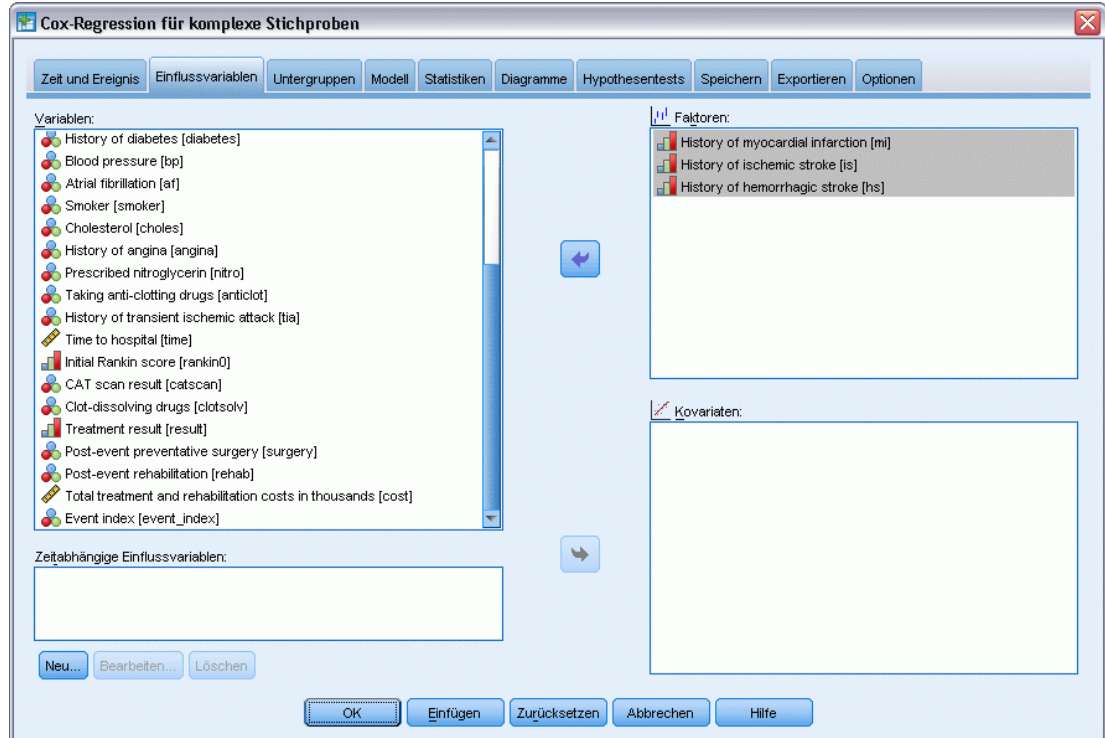 Cox-Regression für komplexe Stichproben
Zeit und Ereignis Einflussvariablen Untergruppen Modell Statistiken Diagramme Hypothesentests Speichern Exportieren Optionen
Variablen:
History of diabetes [diabetes]
Blood pressure [bp]
Atrial fibrillation [af]
Smoker [smoker]
Cholesterol [choles]
History of angina [angina]
Prescribed nitroglycerin [nitro]
Taking anti-clotting drugs [anticlot]
History of transient ischemic attack [tia]
Time to hospital [time]
Initial Rankin score [rankin0]
CAT scan result [catscan]
Clot-dissolving drugs [clotsolv]
Treatment result [result]
Post-event preventative surgery [surgery]
Post-event rehabilitation [rehab]
Total treatment and rehabilitation costs in thousands [cost]
Event index [event_index]
Zeitabhängige Einflussvariablen:
Neu... Bearbeiten... Löschen
Faktoren:
History of myocardial infarction [mi]
History of ischemic stroke [is]
History of hemorrhagic stroke [hs]
Kovariaten:
OK Einfügen Zurücksetzen Abbrechen Hilfe